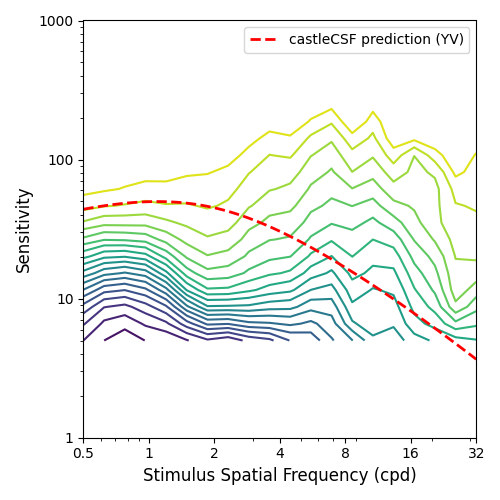 1000
castleCSF prediction (YV)
100
10
1
Sensitivity
0.5 1 2 4 8 16 32
Stimulus Spatial Frequency (cpd)